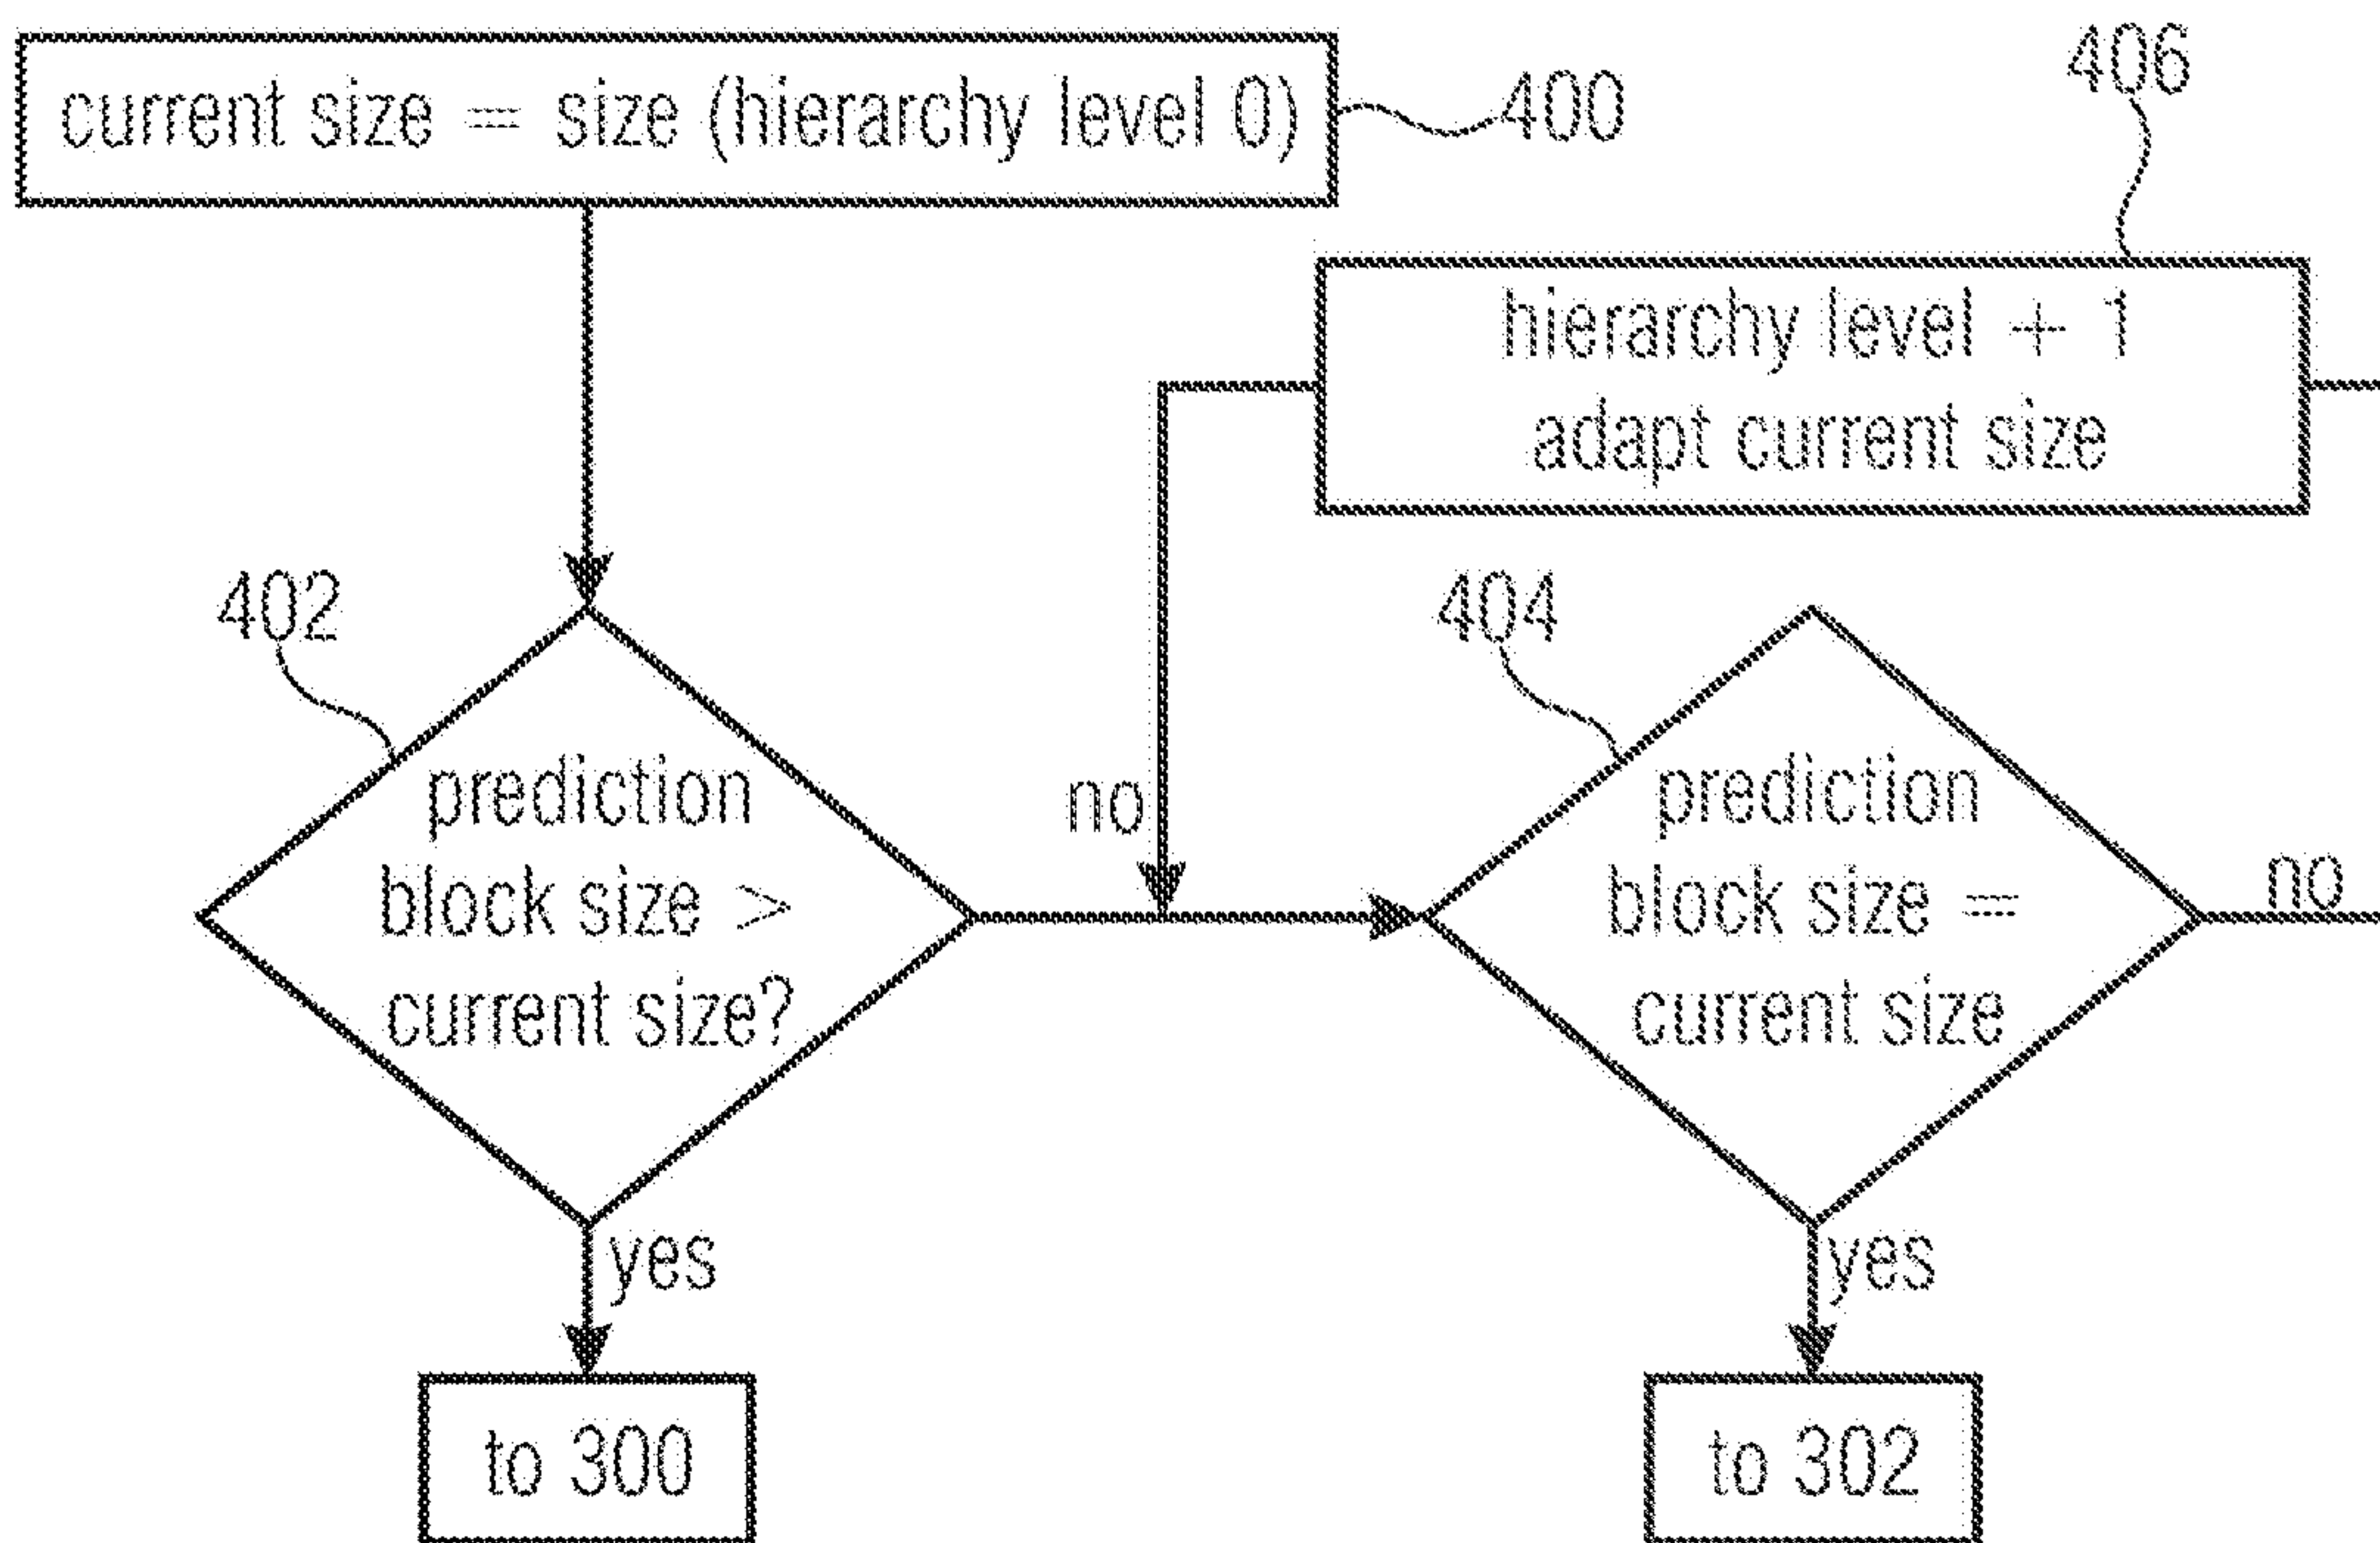 current size = size (hierarchy level 0)
400
406
hierarchy level + 1
adapt current size
402
prediction
block size >
current size?
no
404
prediction
block size =
current size
no
yes
yes
to 300
to 302